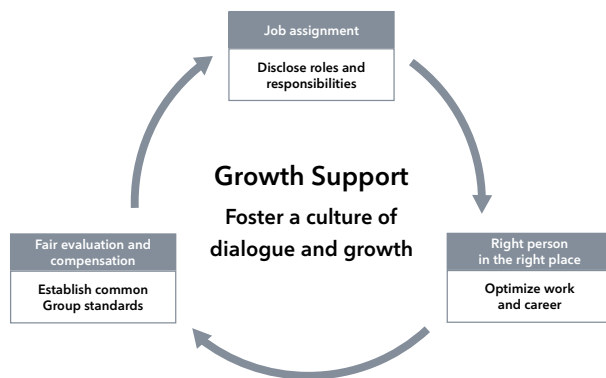 Job assignment
Disclose roles and
responsibilities
Growth Support
Foster a culture of
dialogue and growth
Fair evaluation and
compensation
Establish common
Group standards
Right person
in the right place
Optimize work
and career